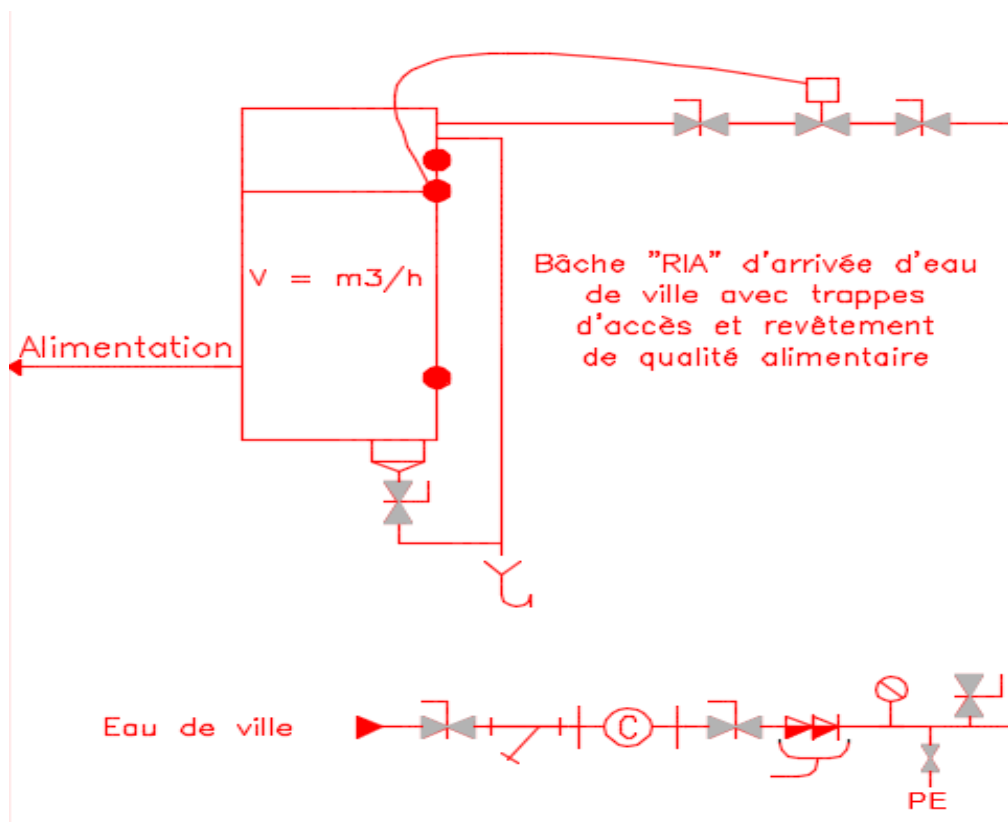 V = m3/h
Bâche "RIA" d'arrivée d'eau
de ville avec trappes
d'accès et revêtement
de qualité alimentaire
Alimentation
Eau de ville
C
PE